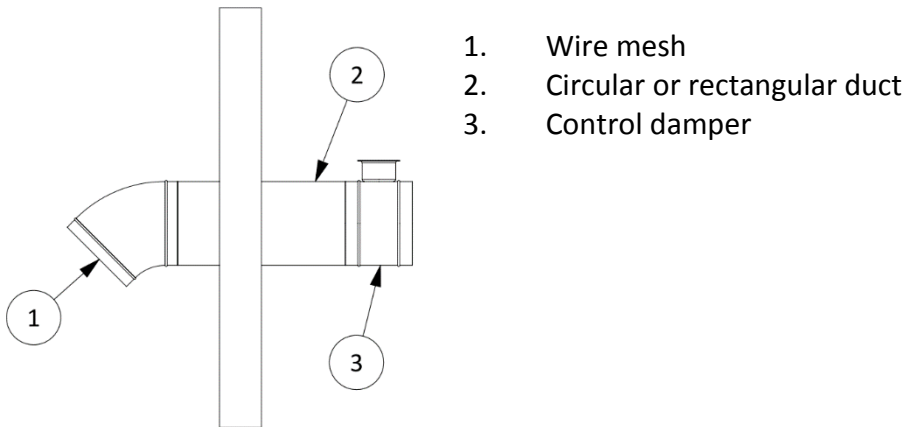 1. Wire mesh
2. Circular or rectangular duct
3. Control damper
2
1
3